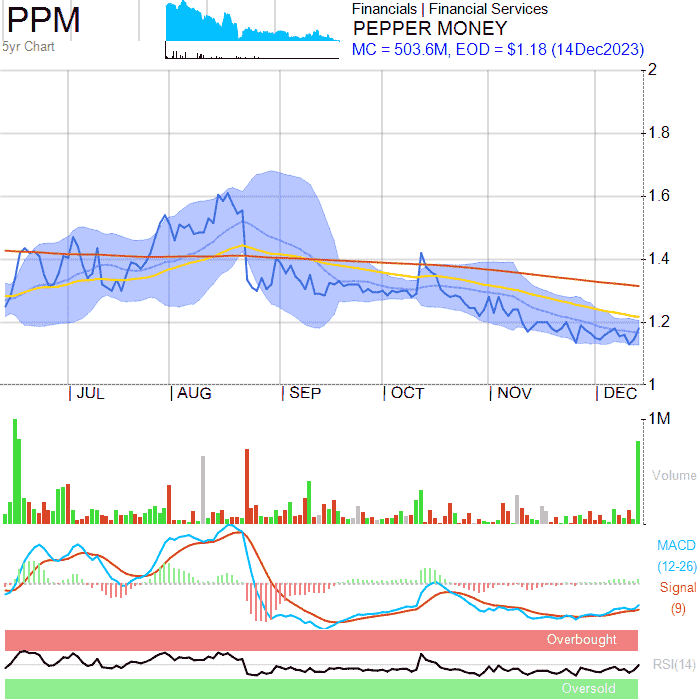 PPM
5yr Chart
Financials | Financial Services
PEPPER MONEY
MC = 503.6M, EOD = $1.18 (14Dec2023)
2
1.8
1.6
1.4
1.2
1
JUL AUG SEP OCT NOV DEC
1M
Volume
MACD
(12-26)
Signal
(9)
Overbought
RSI(14)
Oversold